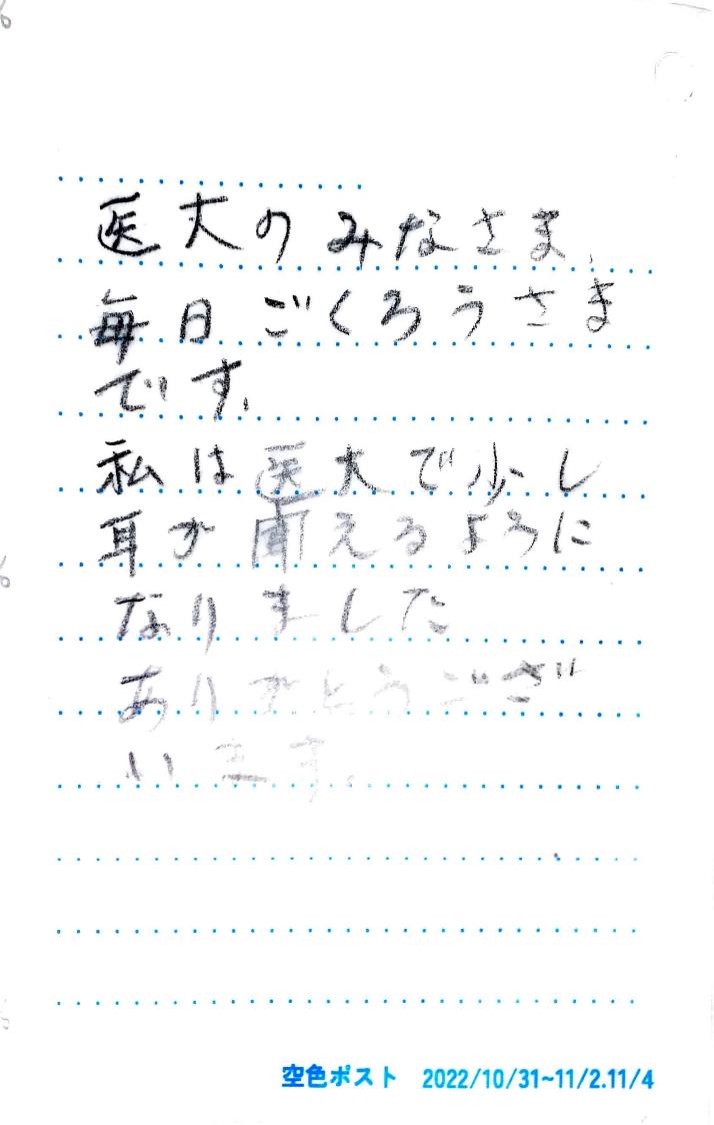 医大のみなさま、
毎日ごくろうさま
です。
私は医大で少し
耳が聞えるように
なりました
ありがとうござ
います。
空色ポスト 2022/10/31~11/2.11/4